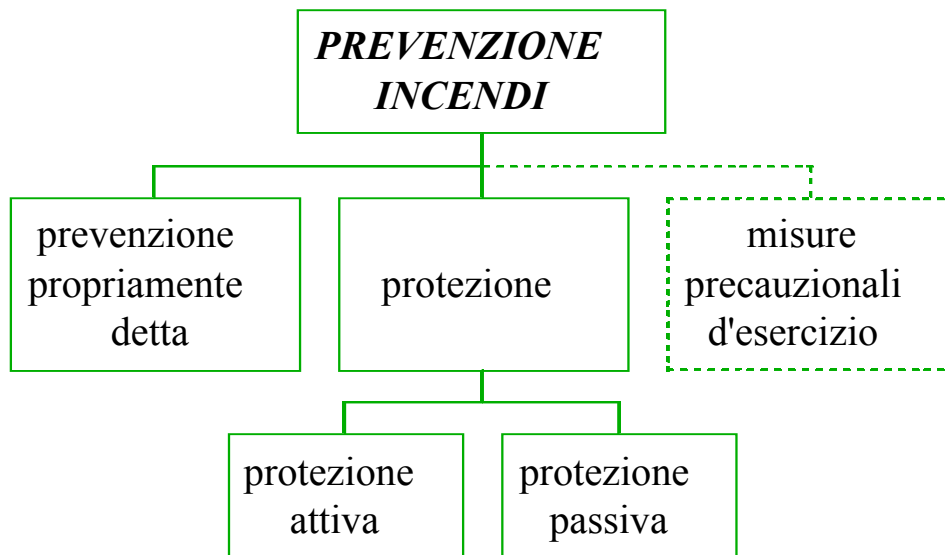 PREVENZIONE
INCENDI
prevenzione
propriamente
detta
protezione
misure
precauzionali
d'esercizio
protezione
attiva
protezione
passiva